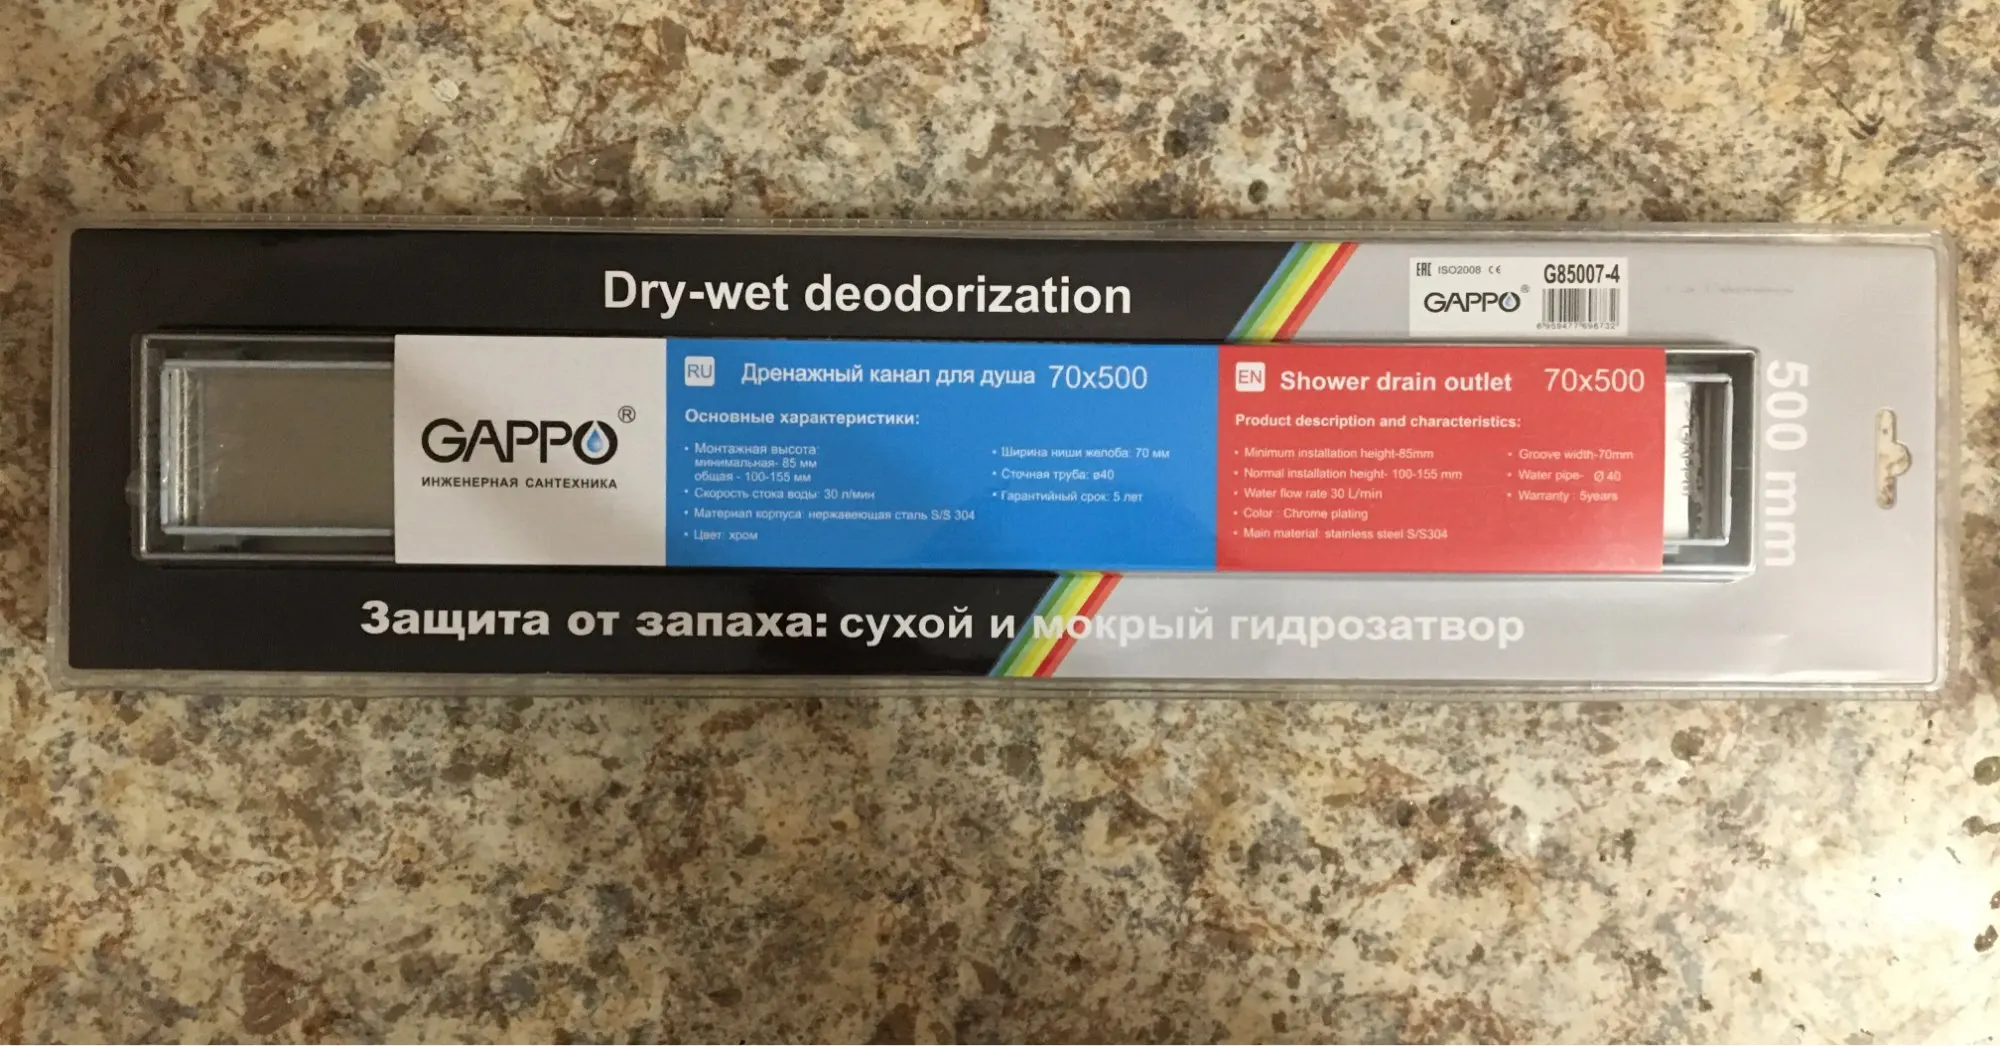 Dry-wet deodorization
EAC ISO2008 CE
G85007-4
GAPPO®
6959477698732
500 mm
GAPPO®
ИНЖЕНЕРНАЯ САНТЕХНИКА
RU Дренажный канал для душа 70x500
Основные характеристики:
• Монтажная высота:
минимальная- 85 мм
общая - 100-155 мм
• Скорость стока воды: 30 л/мин
• Материал корпуса: нержавеющая сталь S/S 304
• Цвет: хром
• Ширина ниши желоба: 70 мм
• Сточная труба: ø40
• Гарантийный срок: 5 лет
EN Shower drain outlet 70x500
Product description and characteristics:
• Minimum installation height-85mm
• Normal installation height- 100-155 mm
• Water flow rate 30 L/min
• Color : Chrome plating
• Main material: stainless steel S/S304
• Groove width-70mm
• Water pipe- Ø 40
• Warranty : 5years
Защита от запаха: сухой и мокрый гидрозатвор